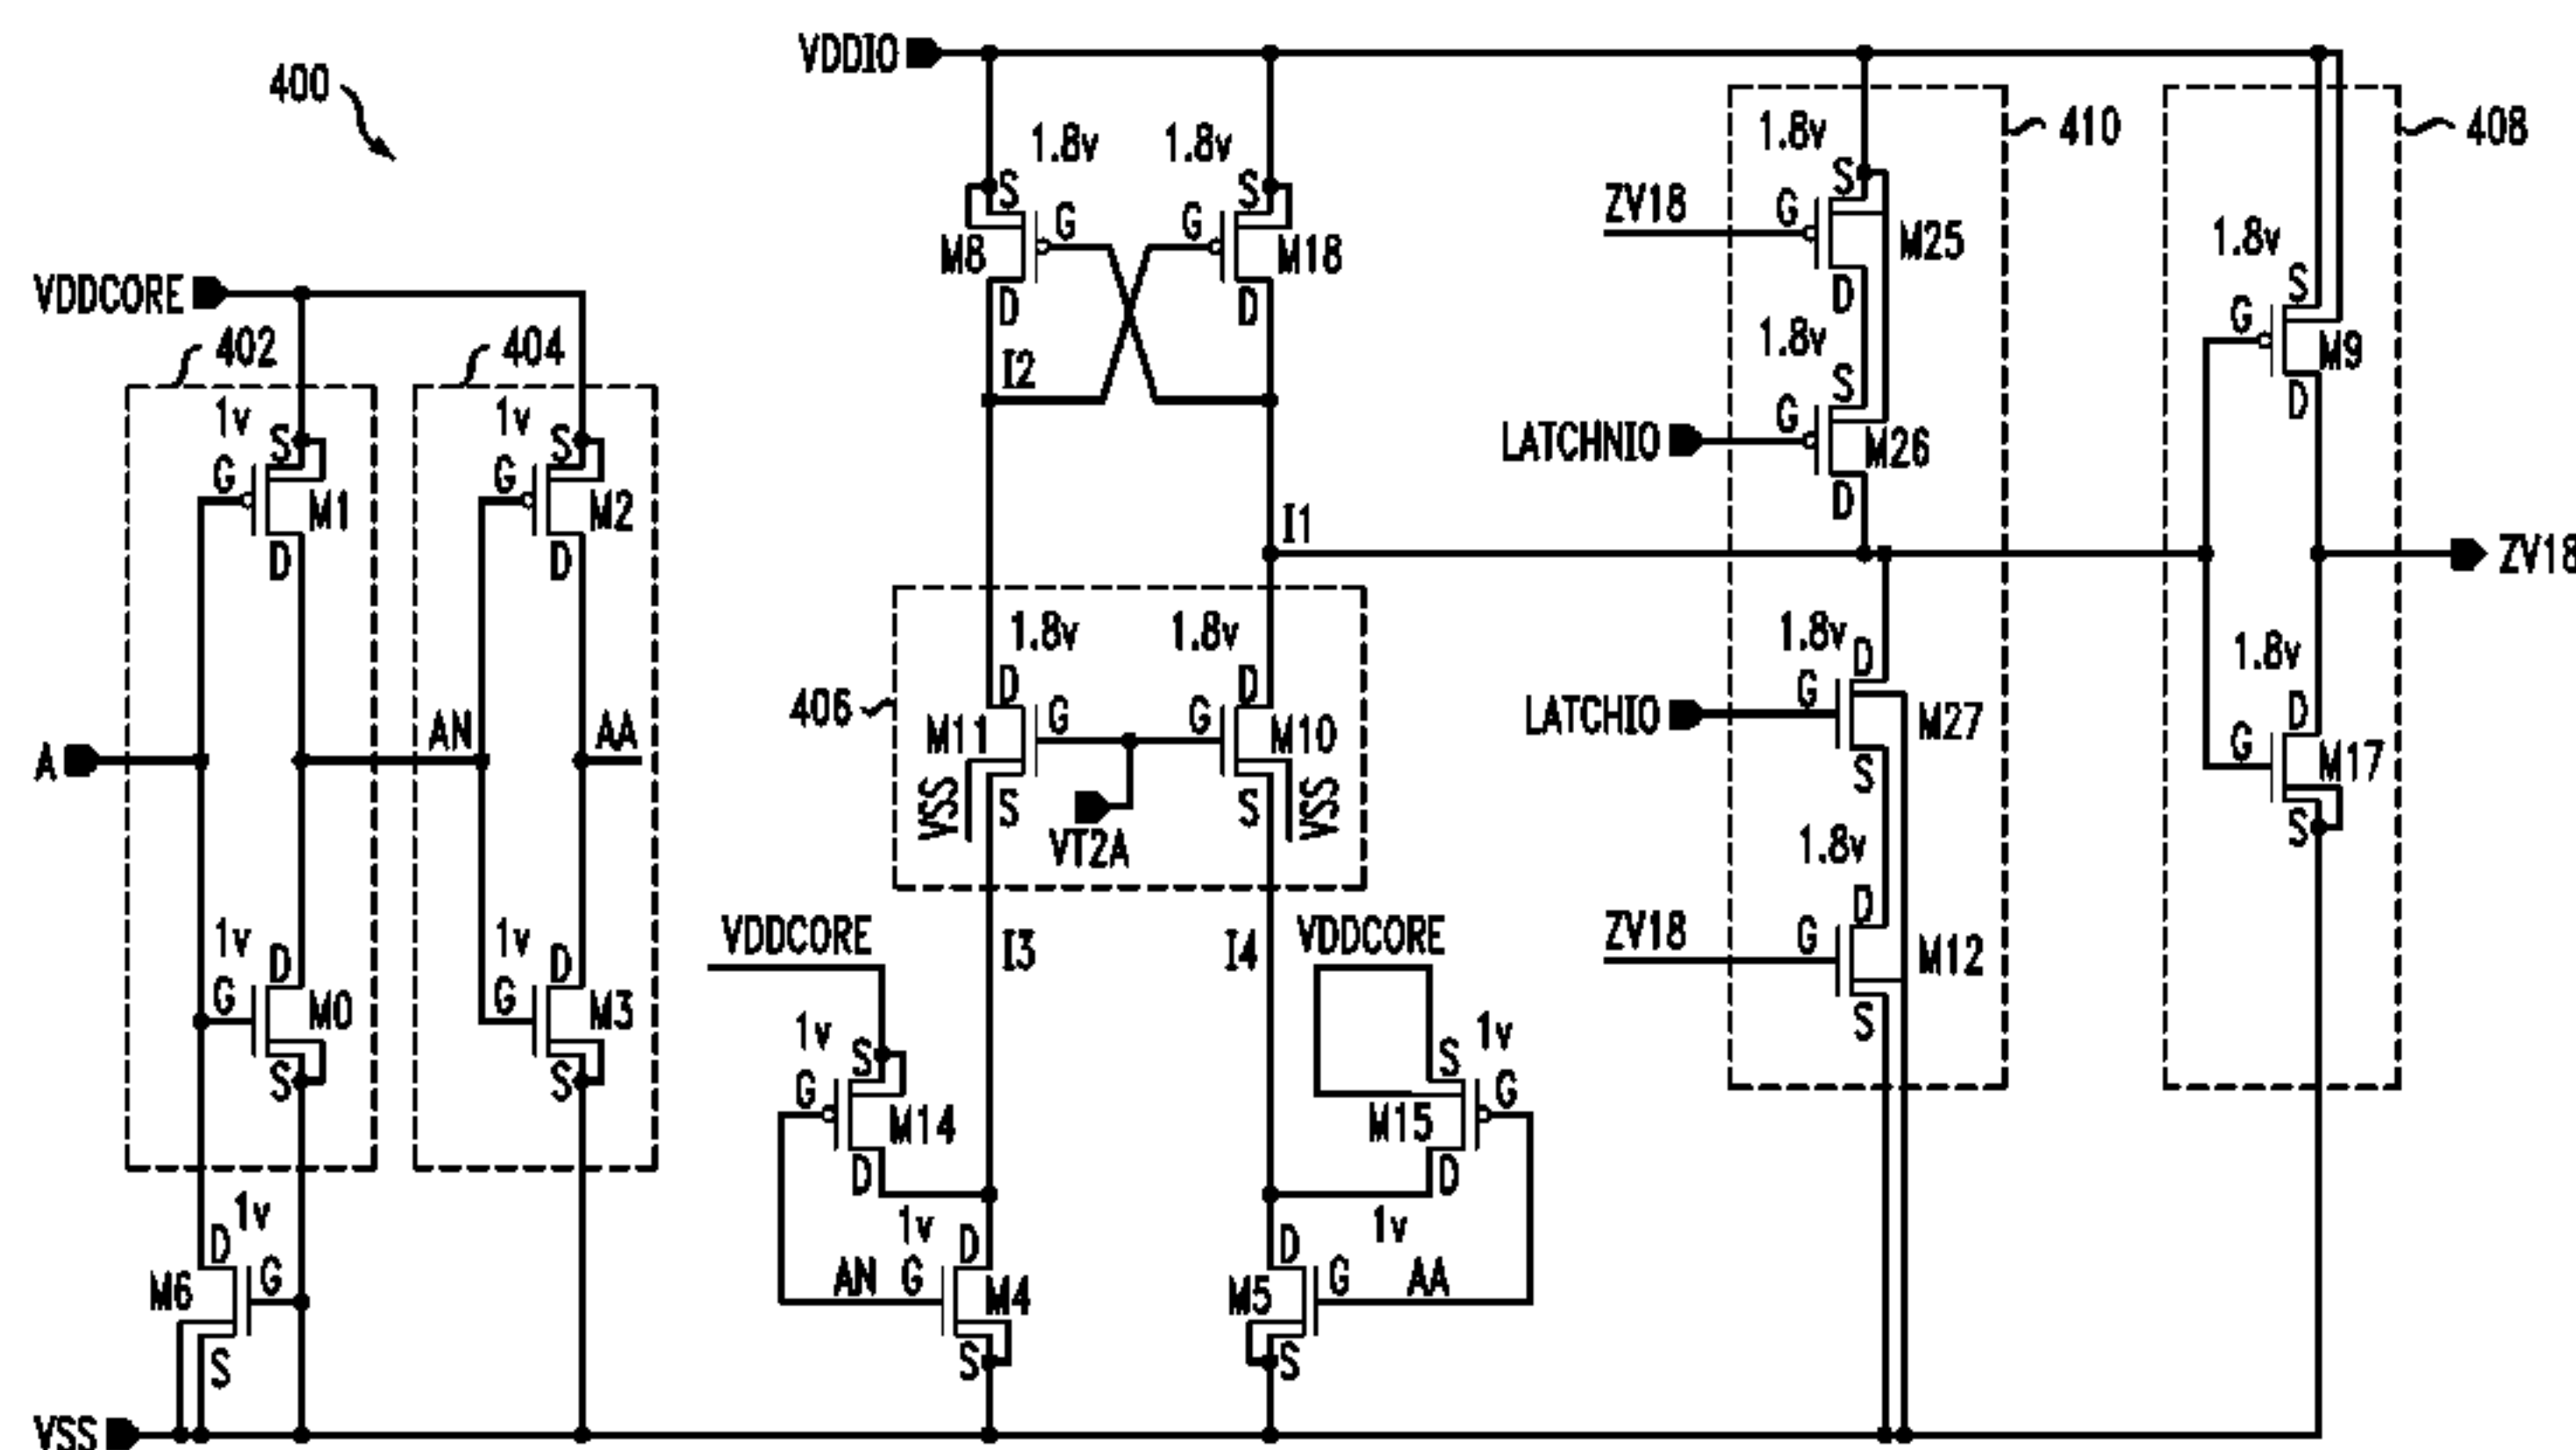 400
VDDIO
1.8v
1.8v
S
G
M8
D
I2
S
G
M18
D
VDDCORE
402
404
1v
S
G
M1
D
1v
S
G
M2
D
A
AN
AA
1v
D
G
M0
S
1v
D
G
M3
S
1v
D
G
M6
S
VSS
I1
406
1.8v
1.8v
D
G
M11
S
VSS
D
G
M10
S
VSS
VT2A
VDDCORE
I3
I4
VDDCORE
1v
S
G
M14
D
1v
S
G
M15
D
1v
D
AN
G
M4
S
1v
D
G
AA
M5
S
410
1.8v
ZV18
S
G
M25
D
1.8v
S
LATCHNIO
G
M26
D
1.8v
D
LATCHIO
G
M27
S
1.8v
D
ZV18
G
M12
S
408
1.8v
S
G
M9
D
ZV18
1.8v
D
G
M17
S